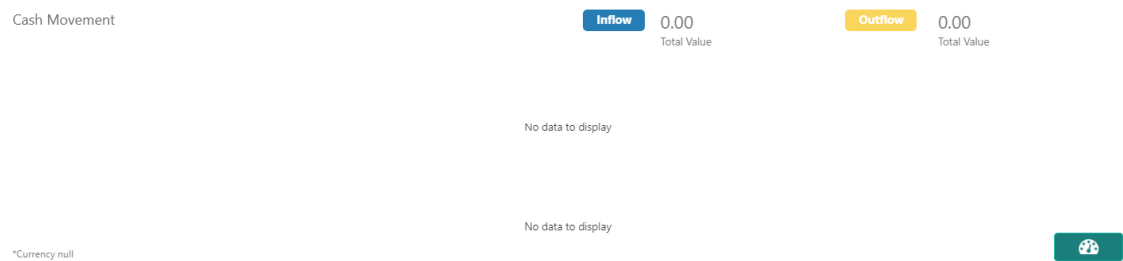 Cash Movement
Inflow
0.00
Total Value
Outflow
0.00
Total Value
No data to display
No data to display
*Currency null